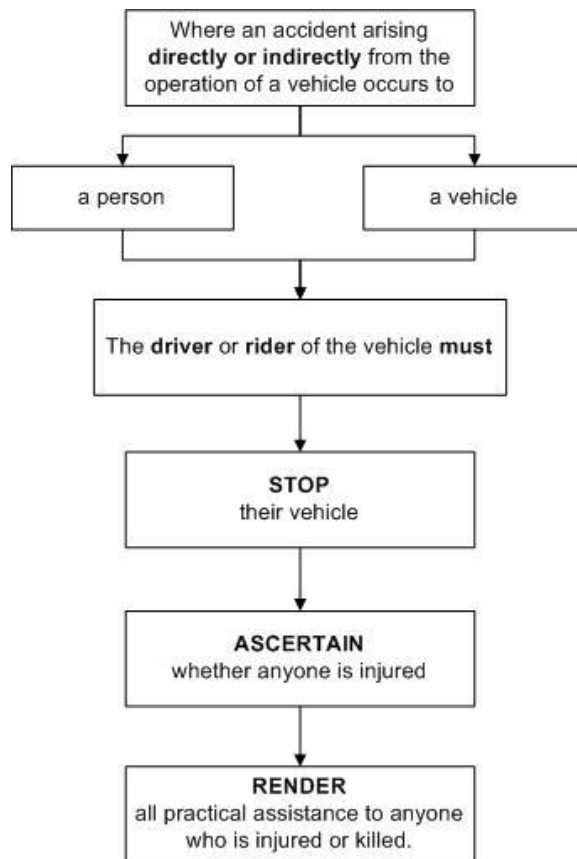 Where an accident arising
directly or indirectly from the
operation of a vehicle occurs to
a person
a vehicle
The driver or rider of the vehicle must
STOP
their vehicle
ASCERTAIN
whether anyone is injured
RENDER
all practical assistance to anyone
who is injured or killed.